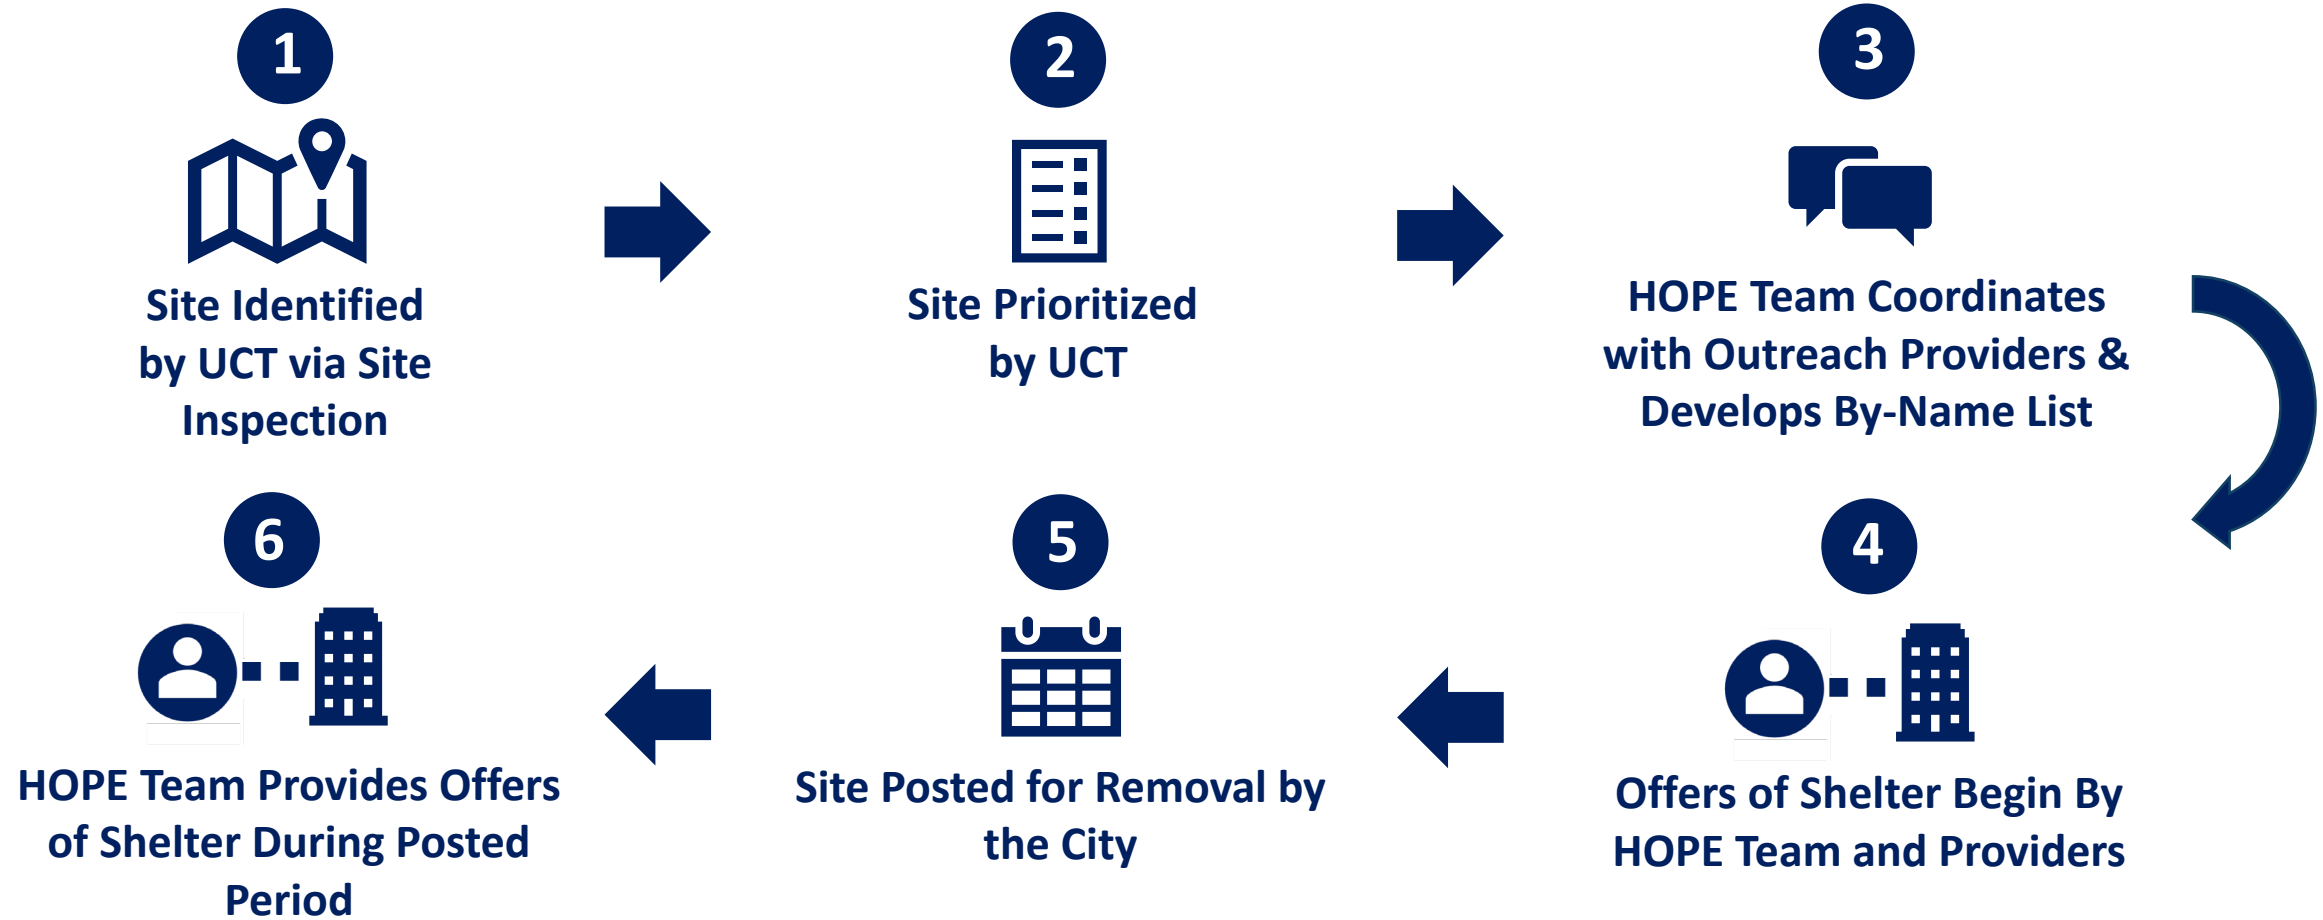 1
Site Identified
by UCT via Site
Inspection
2
Site Prioritized
by UCT
3
HOPE Team Coordinates
with Outreach Providers &
Develops By-Name List
4
Offers of Shelter Begin By
HOPE Team and Providers
5
Site Posted for Removal by
the City
6
HOPE Team Provides Offers
of Shelter During Posted
Period